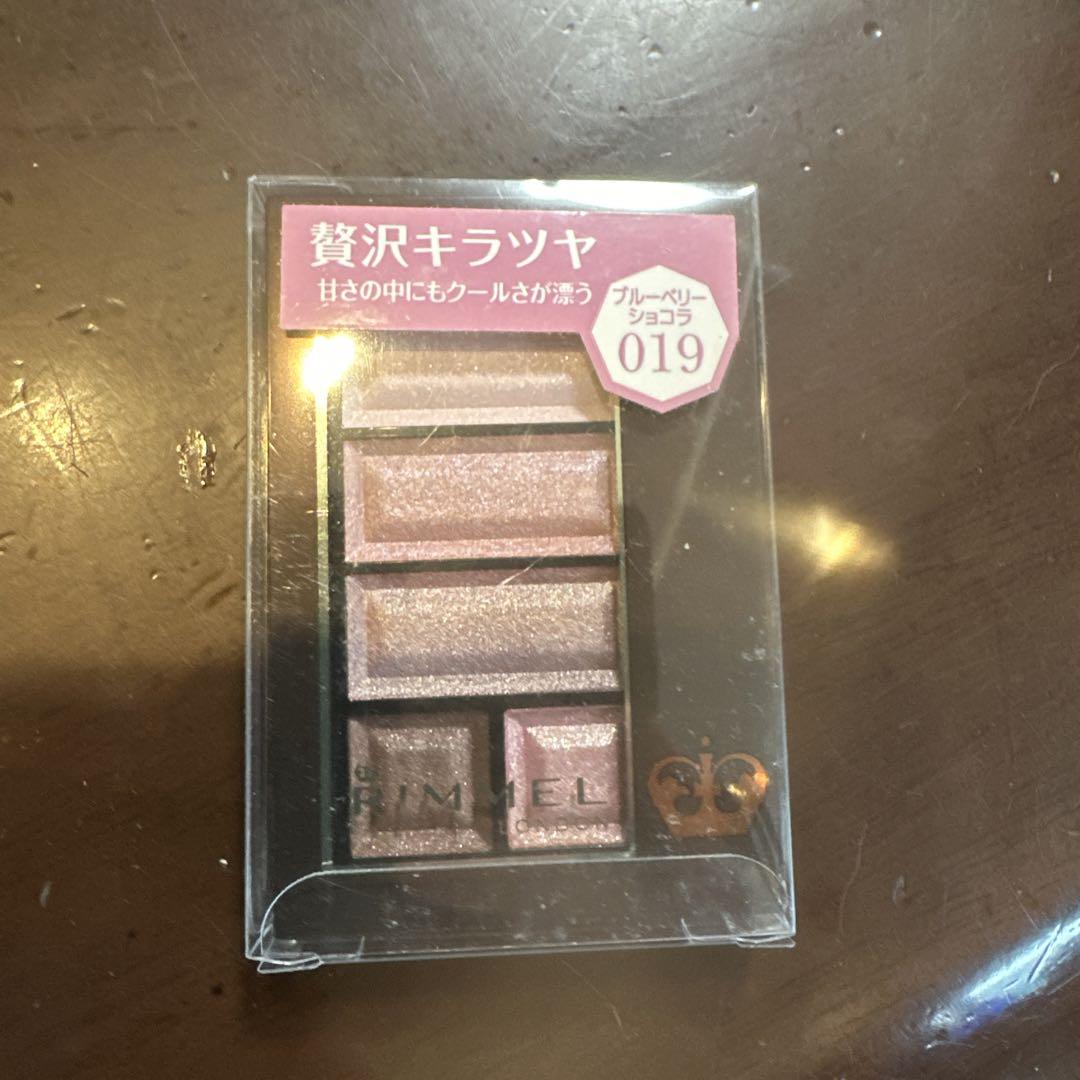 贅沢キラツヤ
甘さの中にもクールさが漂う
ブルーベリー
ショコラ
019
RIMMEL
LONDON